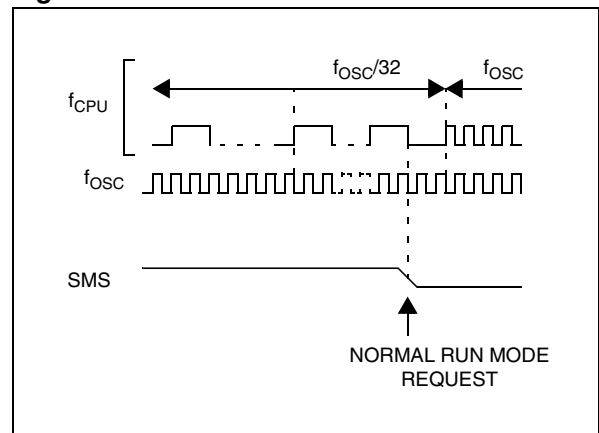 f_OSC/32 f_OSC
f_CPU
f_OSC
SMS
NORMAL RUN MODE
REQUEST